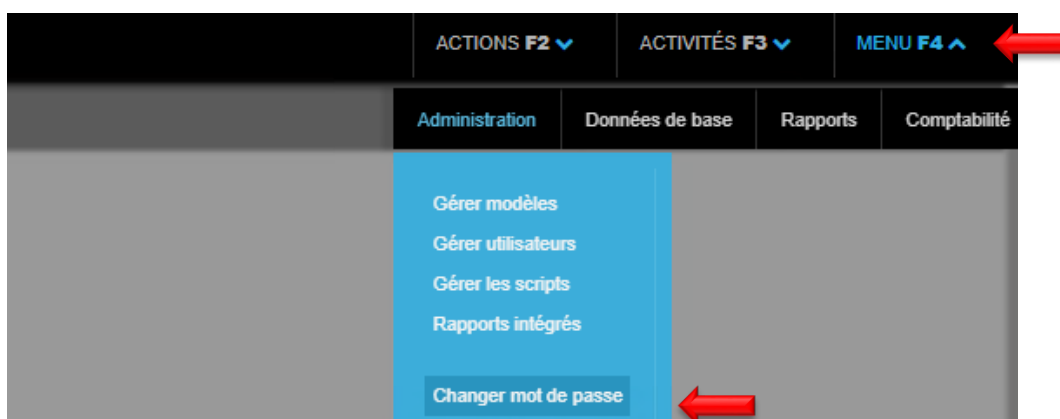 ACTIONS F2 ACTIVITÉS F3 MENU F4
Administration Données de base Rapports Comptabilité
Gérer modèles
Gérer utilisateurs
Gérer les scripts
Rapports intégrés
Changer mot de passe